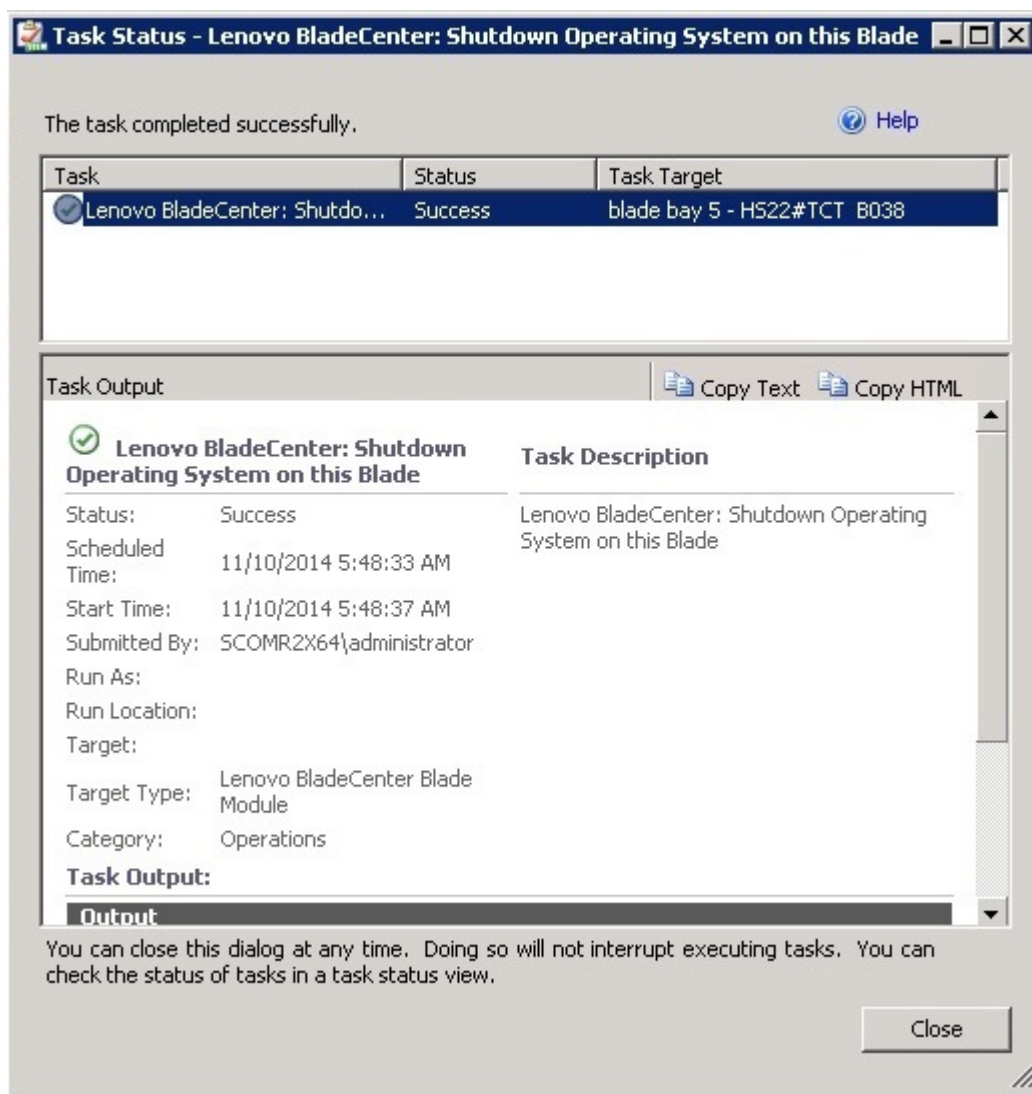 Task Status - Lenovo BladeCenter: Shutdown Operating System on this Blade
The task completed successfully.
Help
Task Status Task Target
Lenovo BladeCenter: Shutdo... Success blade bay 5 - HS22#TCT B038
Task Output
Copy Text Copy HTML
Lenovo BladeCenter: Shutdown
Operating System on this Blade
Task Description
Status: Success
Lenovo BladeCenter: Shutdown Operating
System on this Blade
Scheduled
Time: 11/10/2014 5:48:33 AM
Start Time: 11/10/2014 5:48:37 AM
Submitted By: SCOMR2X64\administrator
Run As:
Run Location:
Target:
Target Type: Lenovo BladeCenter Blade
Module
Category: Operations
Task Output:
Output
You can close this dialog at any time. Doing so will not interrupt executing tasks. You can
check the status of tasks in a task status view.
Close